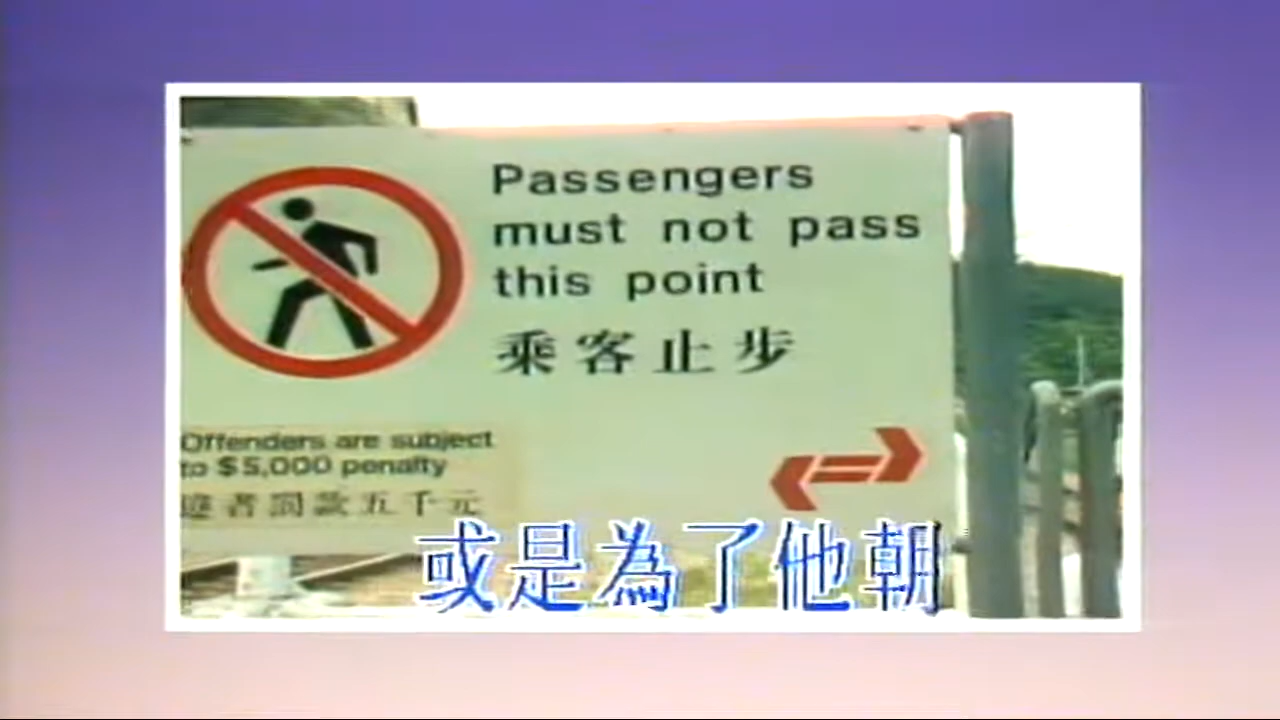 Passengers
must not pass
this point
乘客止步
Offenders are subject
to $5,000 penalty
違者罰款五千元
或是為了他朝